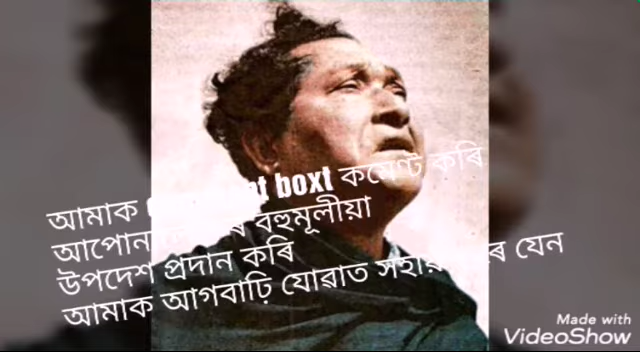 আমাক boxt কমেণ্ট কৰি
বহুমূলীয়া
উপদেশ প্ৰদান কৰি
আমাক আগবাঢ়ি যোৱাত যেন
Made with
VideoShow